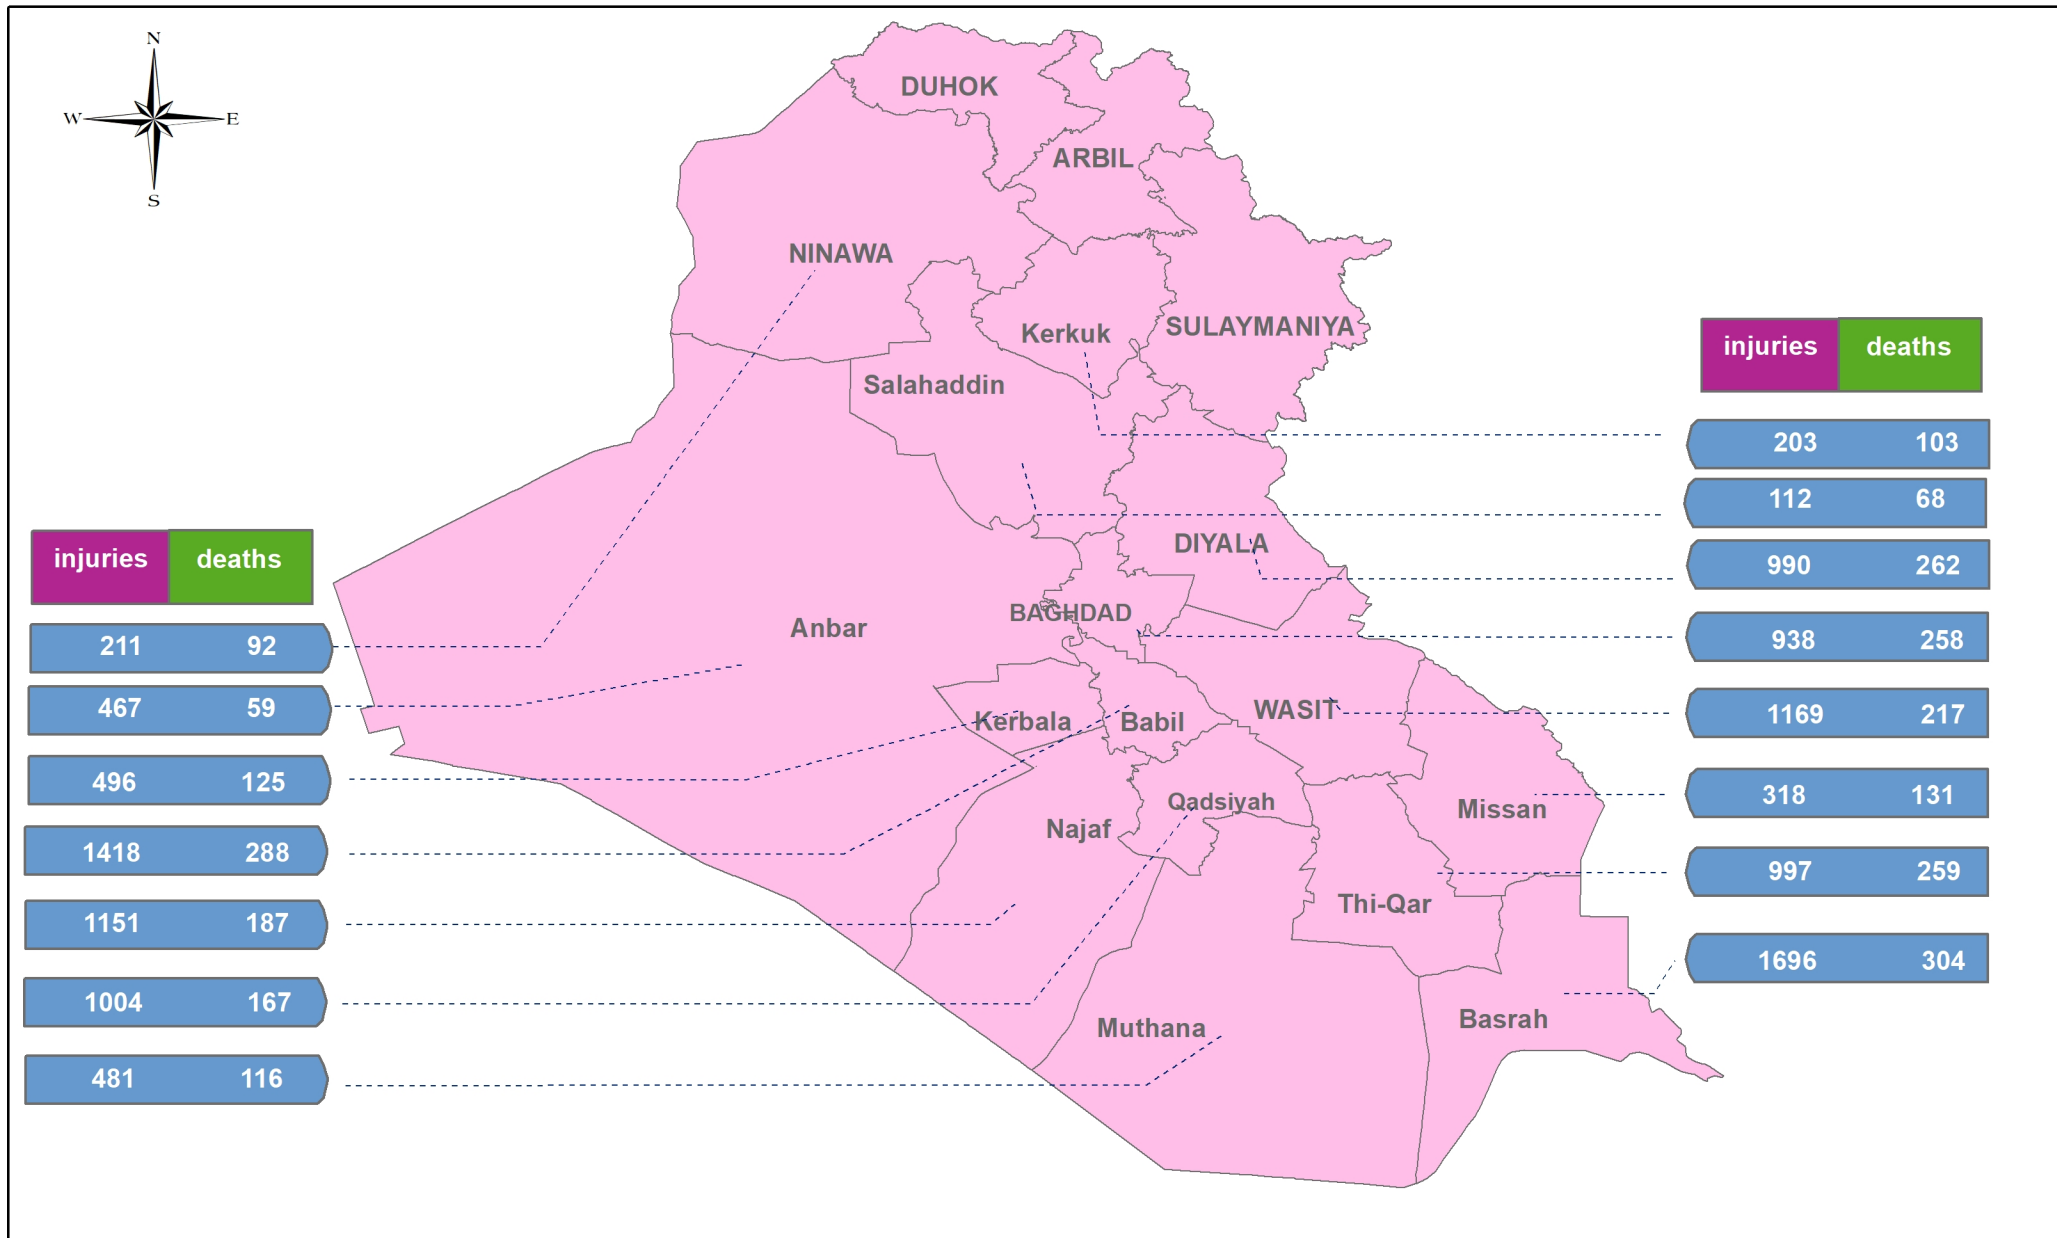 N
W E
S
DUHOK
ARBIL
NINAWA
Kerkuk
SULAYMANIYA
Salahaddin
DIYALA
BAGHDAD
Anbar
Kerbala
Babil
WASIT
Qadsiyah
Najaf
Missan
Thi-Qar
Muthana
Basrah
injuries deaths
211 92
467 59
496 125
1418 288
1151 187
1004 167
481 116
injuries deaths
203 103
112 68
990 262
938 258
1169 217
318 131
997 259
1696 304